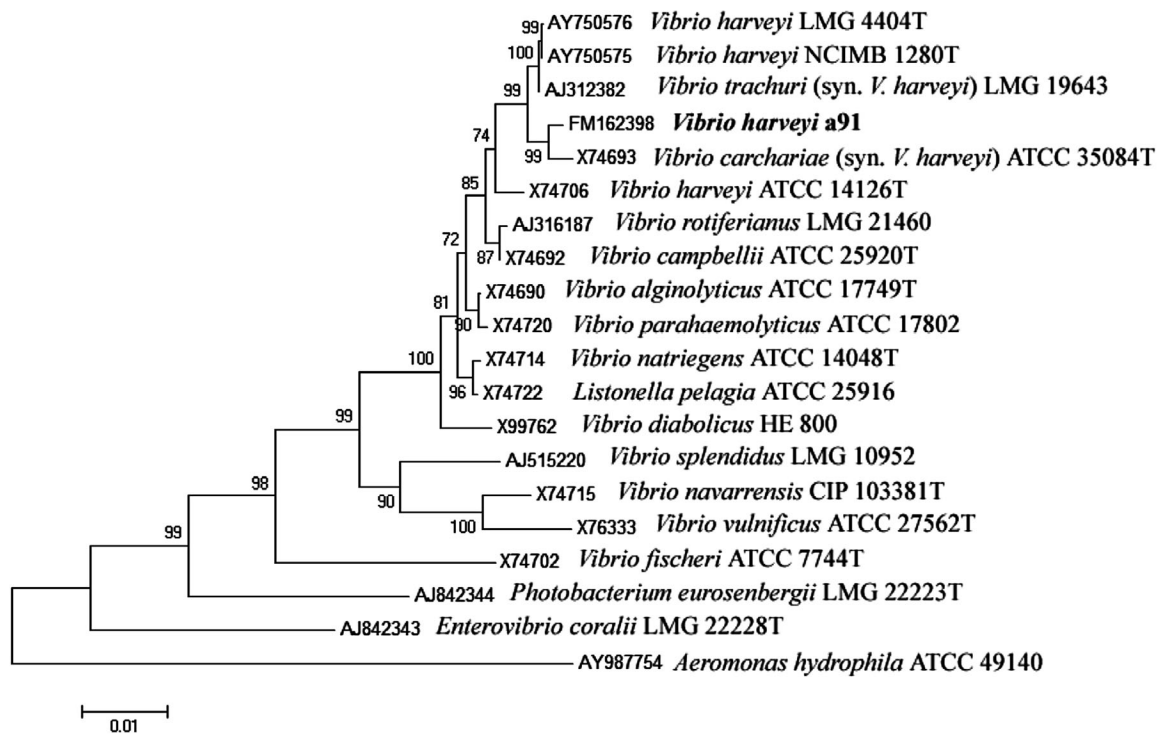 99 AY750576 Vibrio harveyi LMG 4404T
100 AY750575 Vibrio harveyi NCIMB 1280T
99 AJ312382 Vibrio trachuri (syn. V. harveyi) LMG 19643
FM162398 Vibrio harveyi a91
74
99 X74693 Vibrio carchariae (syn. V. harveyi) ATCC 35084T
85 X74706 Vibrio harveyi ATCC 14126T
AJ316187 Vibrio rotiferianus LMG 21460
72
87 X74692 Vibrio campbellii ATCC 25920T
81 X74690 Vibrio alginolyticus ATCC 17749T
90 X74720 Vibrio parahaemolyticus ATCC 17802
100 X74714 Vibrio natriegens ATCC 14048T
96 X74722 Listonella pelagia ATCC 25916
99 X99762 Vibrio diabolicus HE 800
AJ515220 Vibrio splendidus LMG 10952
98
90 X74715 Vibrio navarrensis CIP 103381T
100 X76333 Vibrio vulnificus ATCC 27562T
99
X74702 Vibrio fischeri ATCC 7744T
AJ842344 Photobacterium eurosenbergii LMG 22223T
AJ842343 Enterovibrio coralii LMG 22228T
AY987754 Aeromonas hydrophila ATCC 49140
0.01